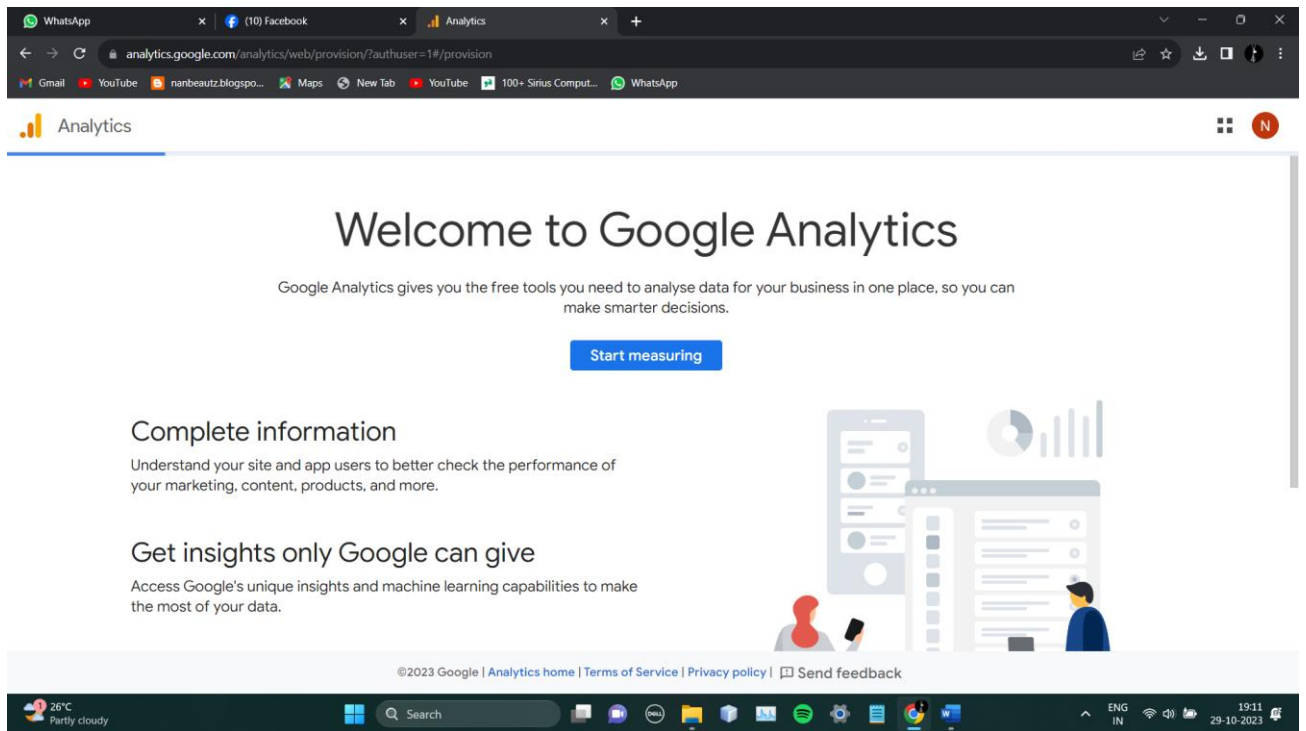 WhatsApp
(10) Facebook
Analytics
analytics.google.com/analytics/web/provision/?authuser=1#/provision
Gmail
YouTube
nanbeautz.blogspo...
Maps
New Tab
YouTube
100+ Sirius Comput...
WhatsApp
Analytics
N
Welcome to Google Analytics
Google Analytics gives you the free tools you need to analyse data for your business in one place, so you can
make smarter decisions.
Start measuring
Complete information
Understand your site and app users to better check the performance of
your marketing, content, products, and more.
Get insights only Google can give
Access Google's unique insights and machine learning capabilities to make
the most of your data.
©2023 Google | Analytics home | Terms of Service | Privacy policy | Send feedback
1
26°C
Partly cloudy
Search
DELL
W
ENG
IN
19:11
29-10-2023